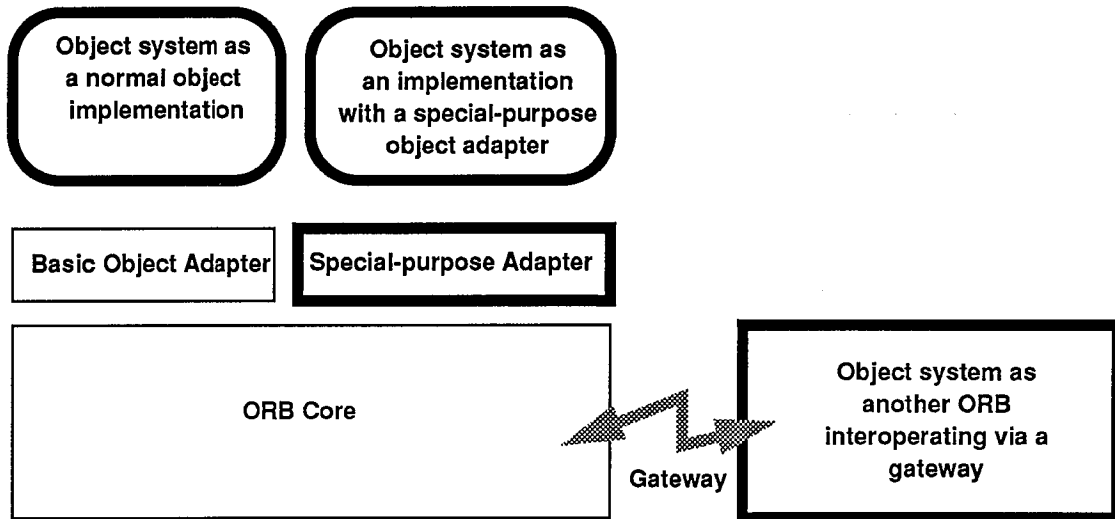 Object system as
a normal object
implementation
Object system as
an implementation
with a special-purpose
object adapter
Basic Object Adapter
Special-purpose Adapter
ORB Core
Gateway
Object system as
another ORB
interoperating via a
gateway